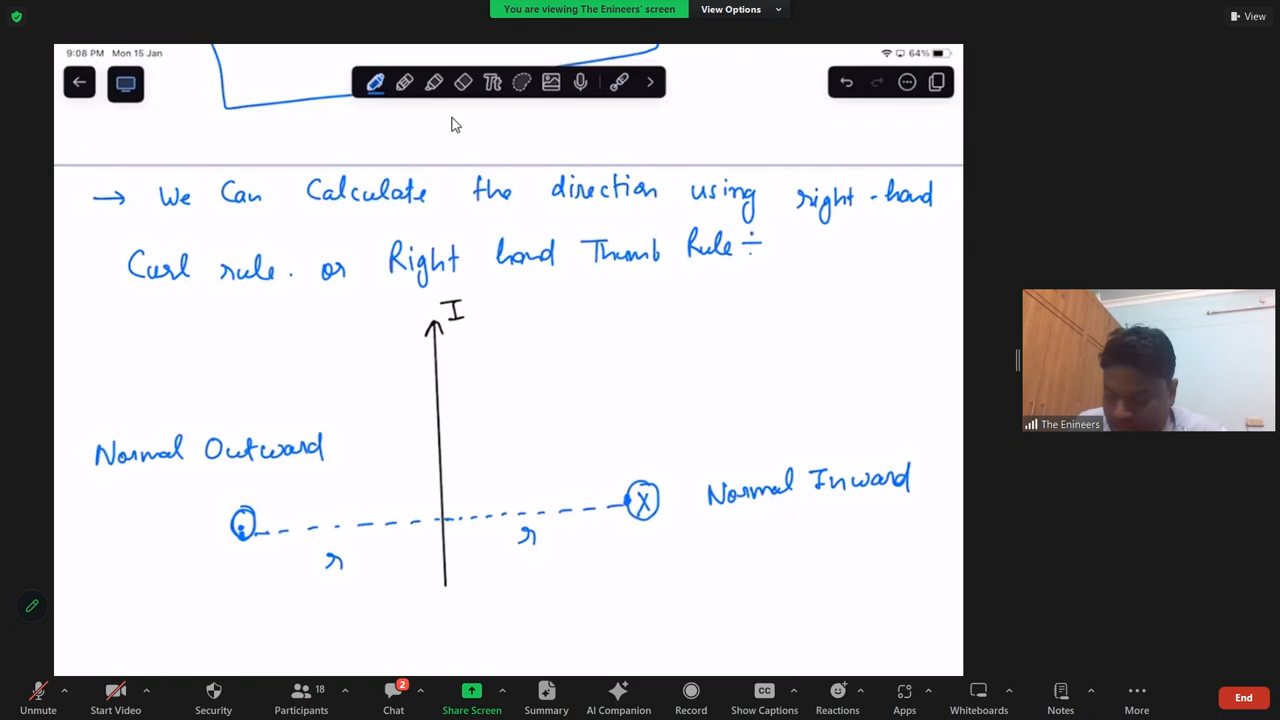 You are viewing The Enineers' screen
View Options
View
9:08 PM Mon 15 Jan
64%
Tt
→ We Can Calculate the direction using right-hand
Curl rule. or Right hand Thumb Rule ÷
I
Normal Outward
Normal Inward
X
r
r
The Enineers
Unmute
Start Video
Security
18
Participants
2
Chat
Share Screen
Summary
AI Companion
Record
CC
Show Captions
Reactions
Apps
Whiteboards
Notes
More
End